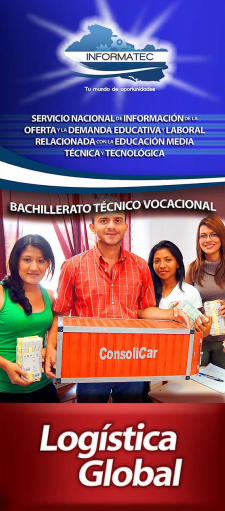 INFORMATEC
Tu mundo de oportunidades
SERVICIO NACIONAL DE INFORMACIÓN DE LA
OFERTA Y LA DEMANDA EDUCATIVA Y LABORAL
RELACIONADA CON LA EDUCACIÓN MEDIA
TÉCNICA Y TECNOLÓGICA
BACHILLERATO TÉCNICO VOCACIONAL
ConsoliCar
Logística
Global